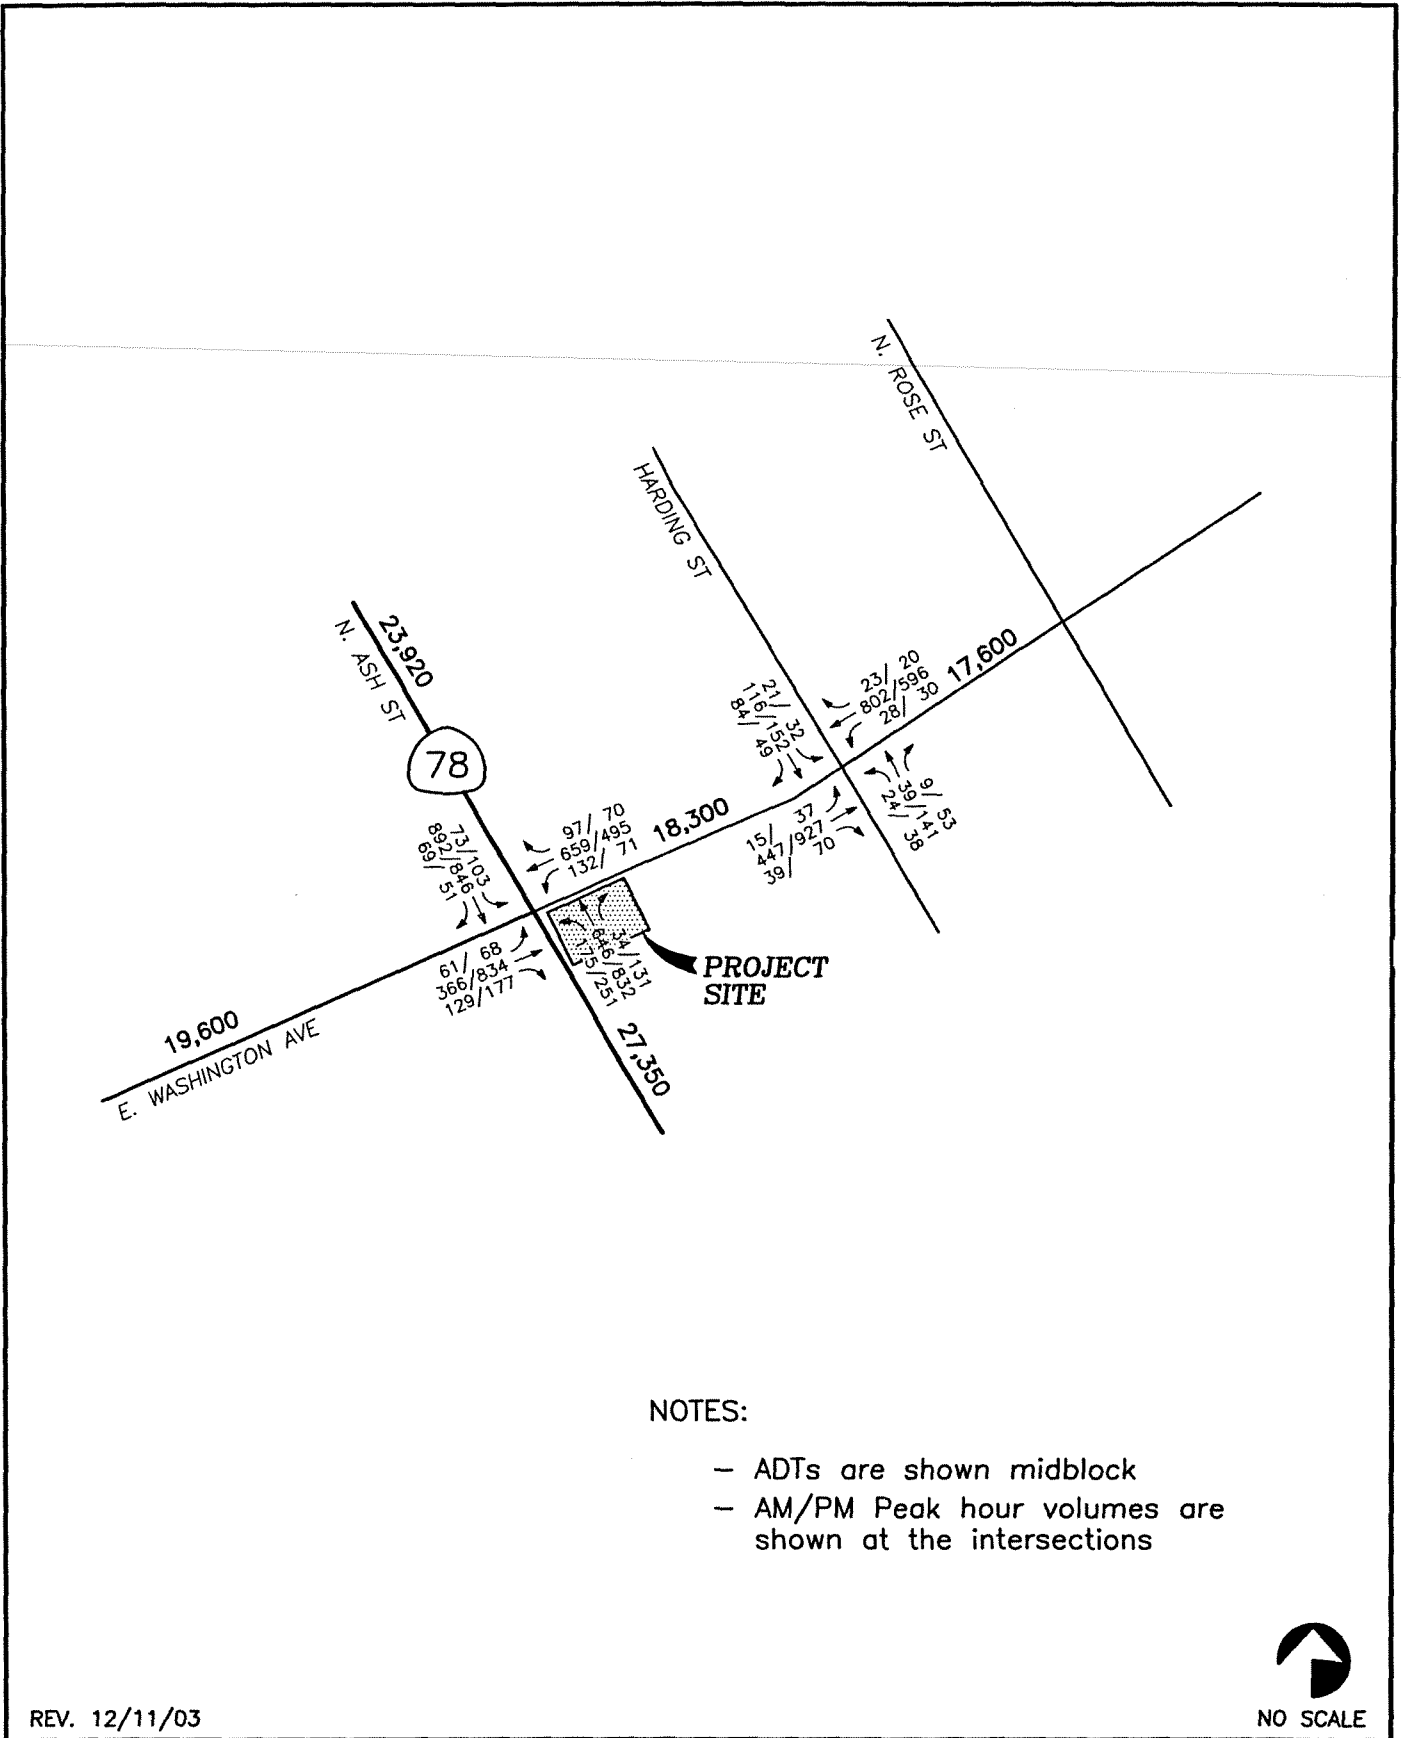 N. ROSE ST
HARDING ST
N. ASH ST
23,920
78
23/ 20
802/596
28/ 30
17,600
21/ 32
116/152
84/ 49
9/ 53
39/141
24/ 38
15/ 37
447/927
39/ 70
18,300
97/ 70
659/495
132/ 71
73/103
892/846
69/ 51
61/ 68
366/834
129/177
34/131
646/832
175/251
PROJECT
SITE
19,600
E. WASHINGTON AVE
27,350
NOTES:
– ADTs are shown midblock
– AM/PM Peak hour volumes are
shown at the intersections
REV. 12/11/03
NO SCALE